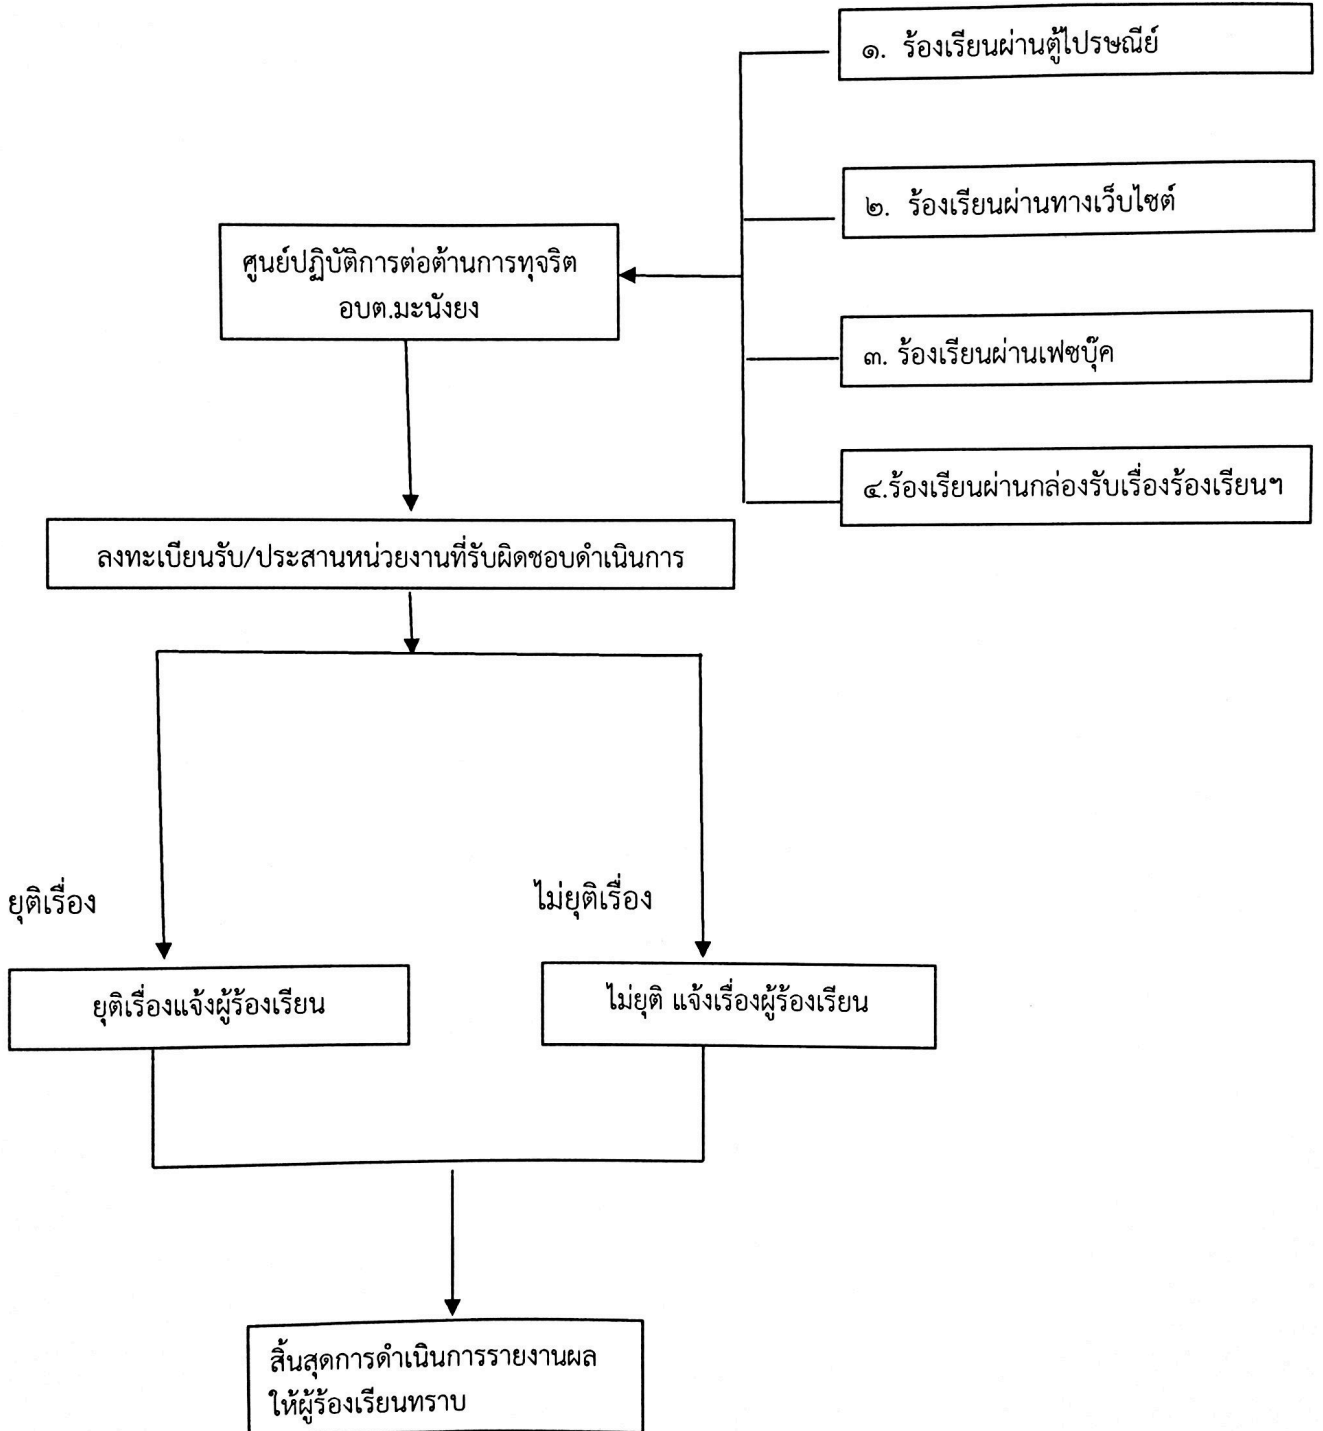 ๑. ร้องเรียนผ่านตู้ไปรษณีย์
๒. ร้องเรียนผ่านทางเว็บไซต์
ศูนย์ปฏิบัติการต่อต้านการทุจริต
อบต.มะนังยง
๓. ร้องเรียนผ่านเฟซบุ๊ค
๔.ร้องเรียนผ่านกล่องรับเรื่องร้องเรียนฯ
ลงทะเบียนรับ/ประสานหน่วยงานที่รับผิดชอบดำเนินการ
ยุติเรื่อง
ไม่ยุติเรื่อง
ยุติเรื่องแจ้งผู้ร้องเรียน
ไม่ยุติ แจ้งเรื่องผู้ร้องเรียน
สิ้นสุดการดำเนินการรายงานผล
ให้ผู้ร้องเรียนทราบ